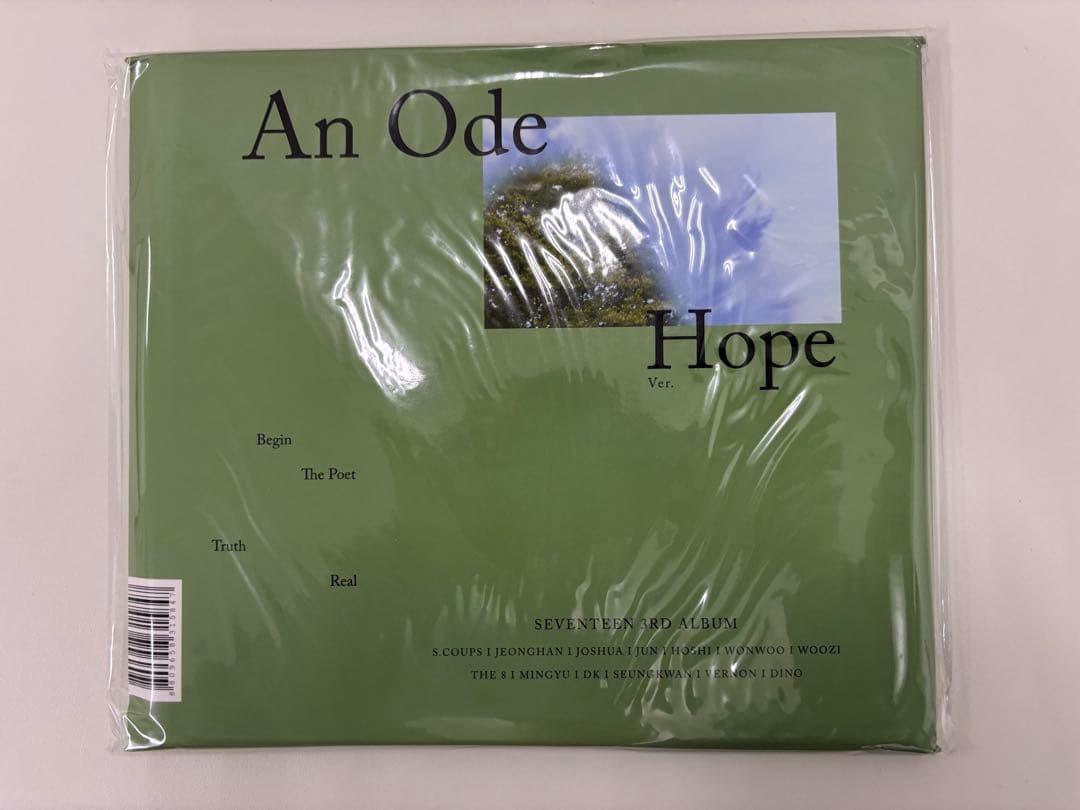 An Ode
Hope
Ver.
Begin
The Poet
Truth
Real
SEVENTEEN 3RD ALBUM
S.COUPS I JEONGHAN I JOSHUA I JUN I HOSHI I WONWOO I WOOZI
THE 8 I MINGYU I DK I SEUNGKWAN I VERNON I DINO
8809658315847